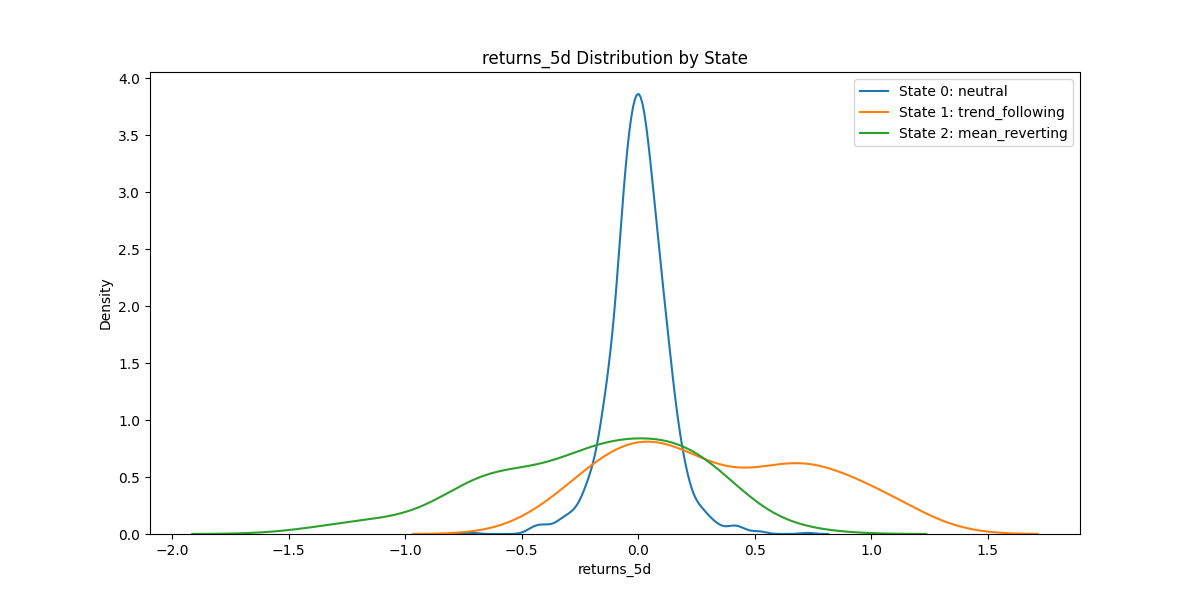 returns_5d Distribution by State
State 0: neutral
State 1: trend_following
State 2: mean_reverting
Density
4.0
3.5
3.0
2.5
2.0
1.5
1.0
0.5
0.0
−2.0 −1.5 −1.0 −0.5 0.0 0.5 1.0 1.5
returns_5d